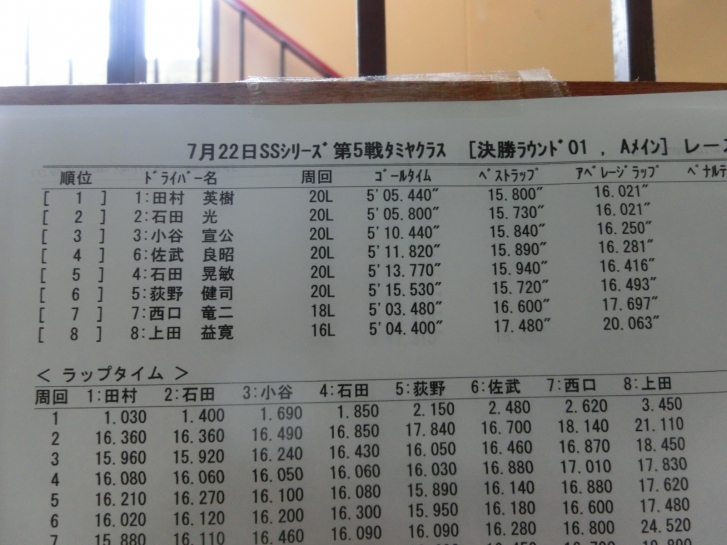 7月22日SSシリーズ 第5戦タミヤクラス [決勝ラウンド01 , Aメイン] レース
順位 ドライバー名 周回 ゴールタイム ベストラップ アベレージラップ ペナルテ
[ 1 ] 1:田村 英樹 20L 5'05.440" 15.800" 16.021"
[ 2 ] 2:石田 光 20L 5'05.800" 15.730" 16.021"
[ 3 ] 3:小谷 宣公 20L 5'10.440" 15.840" 16.250"
[ 4 ] 6:佐武 良昭 20L 5'11.820" 15.890" 16.281"
[ 5 ] 4:石田 晃敏 20L 5'13.770" 15.940" 16.416"
[ 6 ] 5:荻野 健司 20L 5'15.530" 15.720" 16.493"
[ 7 ] 7:西口 竜二 18L 5'03.480" 16.600" 17.697"
[ 8 ] 8:上田 益寛 16L 5'04.400" 17.480" 20.063"
< ラップタイム >
周回 1:田村 2:石田 3:小谷 4:石田 5:荻野 6:佐武 7:西口 8:上田
1 1.030 1.400 1.690 1.850 2.150 2.480 2.620 3.450
2 16.360 16.360 16.490 16.850 17.840 16.700 18.140 21.110
3 15.960 15.920 16.240 16.430 16.050 16.460 16.870 18.450
4 16.080 16.060 16.050 16.060 16.030 16.880 17.010 17.830
5 16.210 16.270 16.100 16.080 15.890 16.140 16.880 17.620
6 16.020 16.120 16.200 16.300 15.950 16.180 16.600 17.480
7 15.880 16.110 16.460 16.090 16.090 16.280 16.800 24.520